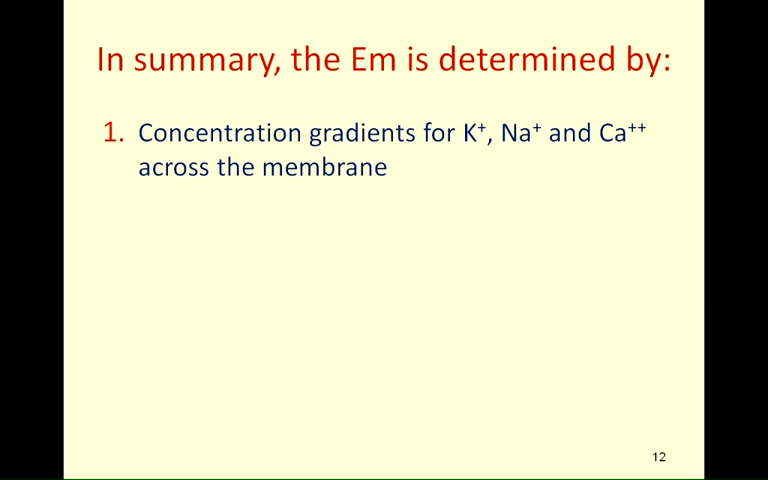 In summary, the Em is determined by:
1. Concentration gradients for K⁺, Na⁺ and Ca⁺⁺
across the membrane
12